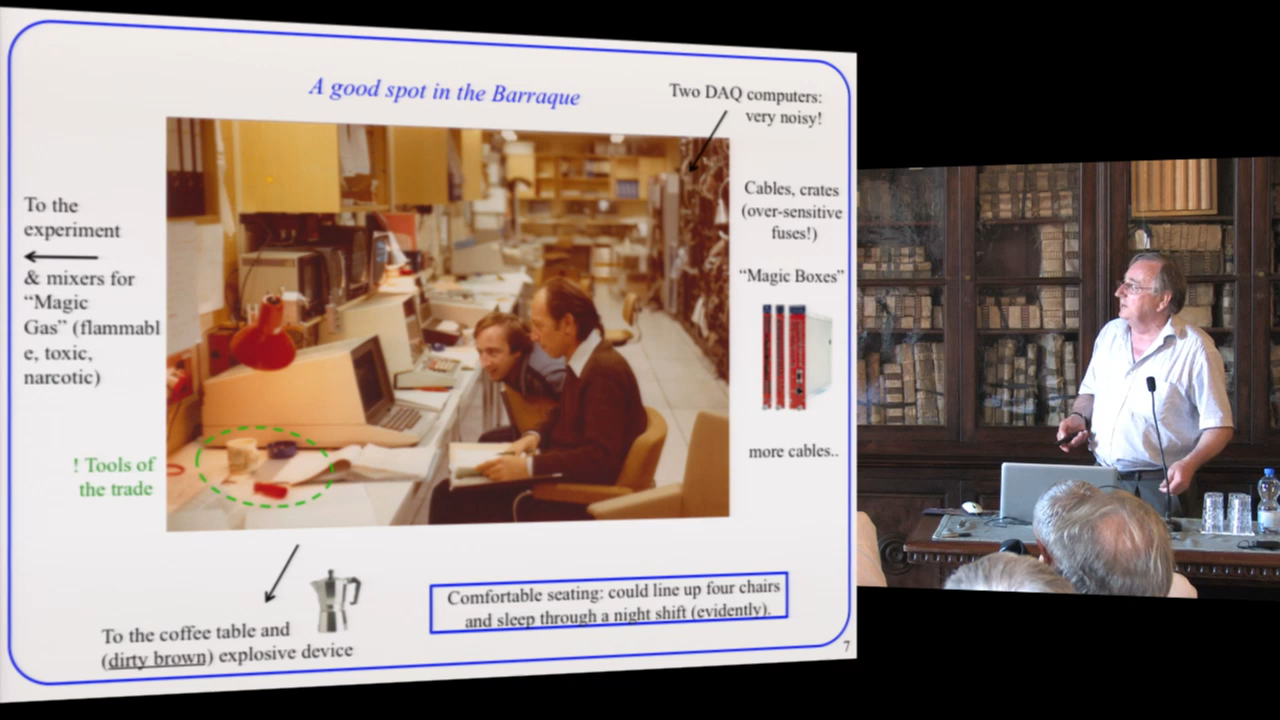 A good spot in the Barraque
Two DAQ computers:
very noisy!
To the
experiment
& mixers for
“Magic
Gas” (flammabl
e, toxic,
narcotic)
Cables, crates
(over-sensitive
fuses!)
“Magic Boxes”
more cables..
! Tools of
the trade
To the coffee table and
(dirty brown) explosive device
Comfortable seating: could line up four chairs
and sleep through a night shift (evidently).
7